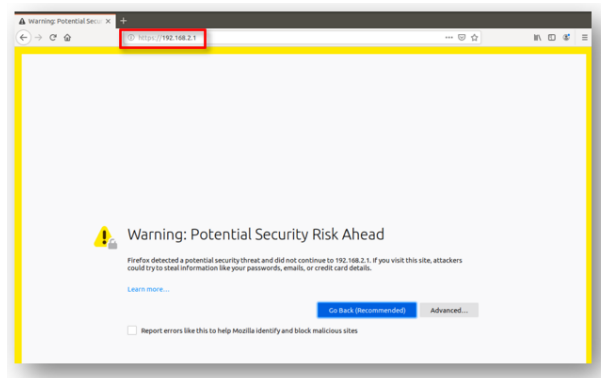 Warning: Potential Secur
https://192.168.2.1
Warning: Potential Security Risk Ahead
Firefox detected a potential security threat and did not continue to 192.168.2.1. If you visit this site, attackers
could try to steal information like your passwords, emails, or credit card details.
Learn more…
Go Back (Recommended) Advanced…
Report errors like this to help Mozilla identify and block malicious sites